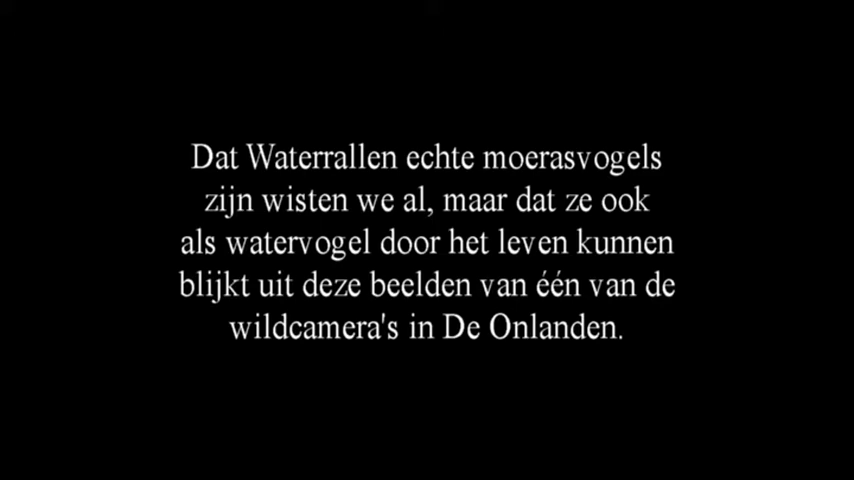 Dat Waterrallen echte moerasvogels
zijn wisten we al, maar dat ze ook
als watervogel door het leven kunnen
blijkt uit deze beelden van één van de
wildcamera's in De Onlanden.